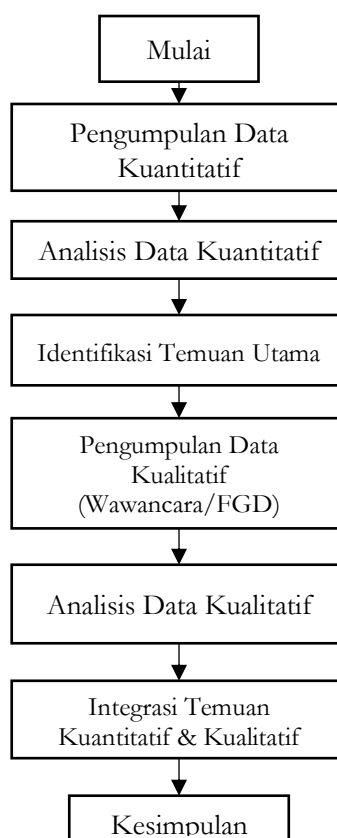 Mulai
Pengumpulan Data
Kuantitatif
Analisis Data Kuantitatif
Identifikasi Temuan Utama
Pengumpulan Data
Kualitatif
(Wawancara/FGD)
Analisis Data Kualitatif
Integrasi Temuan
Kuantitatif & Kualitatif
Kesimpulan